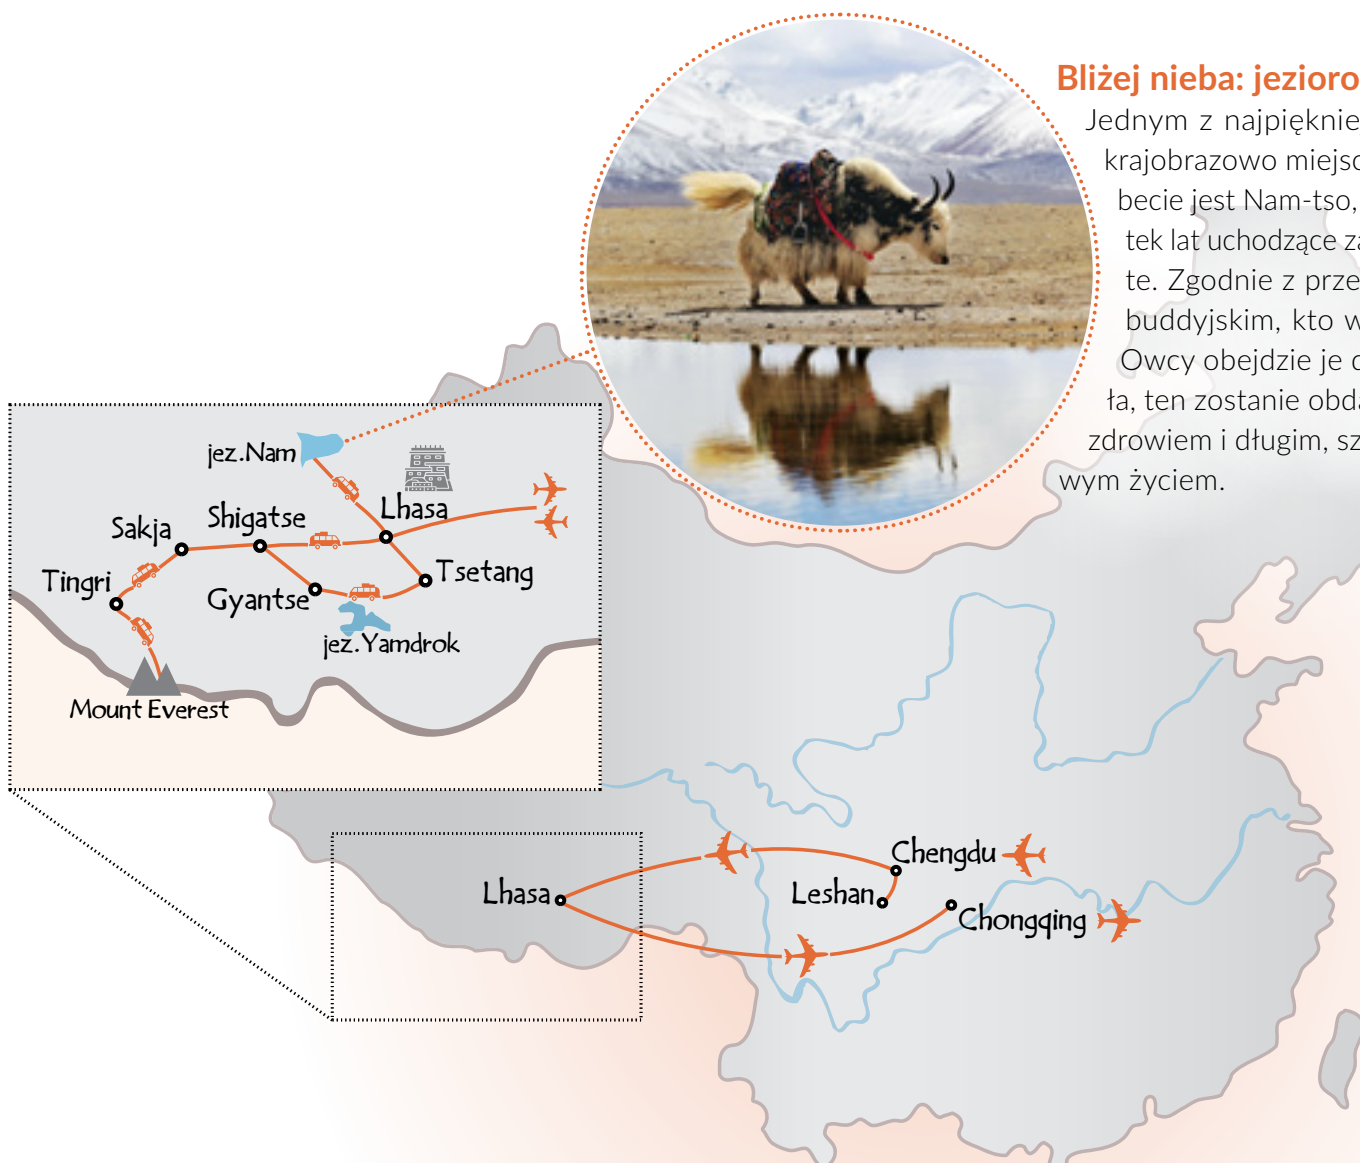 Bliżej nieba: jezioro
Jednym z najpięknie
krajobrazowo miejsc
becie jest Nam-tso,
tek lat uchodzące za
te. Zgodnie z prze
buddyjskim, kto w
Owcy obejdzie je d
ła, ten zostanie obda
zdrowiem i długim, sz
wym życiem.
jez.Nam
Lhasa
Shigatse
Sakja
Tingri
Gyantse
Tsetang
jez.Yamdrok
Mount Everest
Chengdu
Lhasa
Leshan
Chongqing